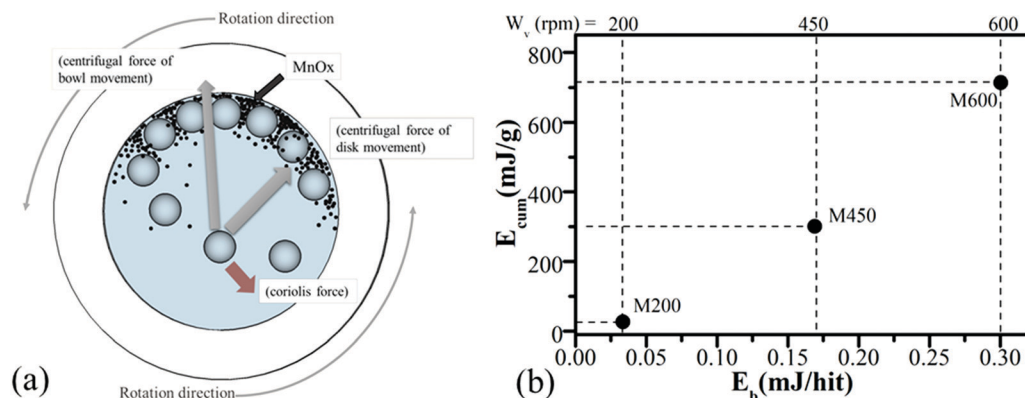 Rotation direction
(centrifugal force of
bowl movement)
MnOx
(centrifugal force of
disk movement)
(coriolis force)
Rotation direction
(a)
W_v (rpm) = 200 450 600
800
600
400
200
0
E_cum(mJ/g)
M600
M450
M200
0.00 0.05 0.10 0.15 0.20 0.25 0.30
E_b(mJ/hit)
(b)